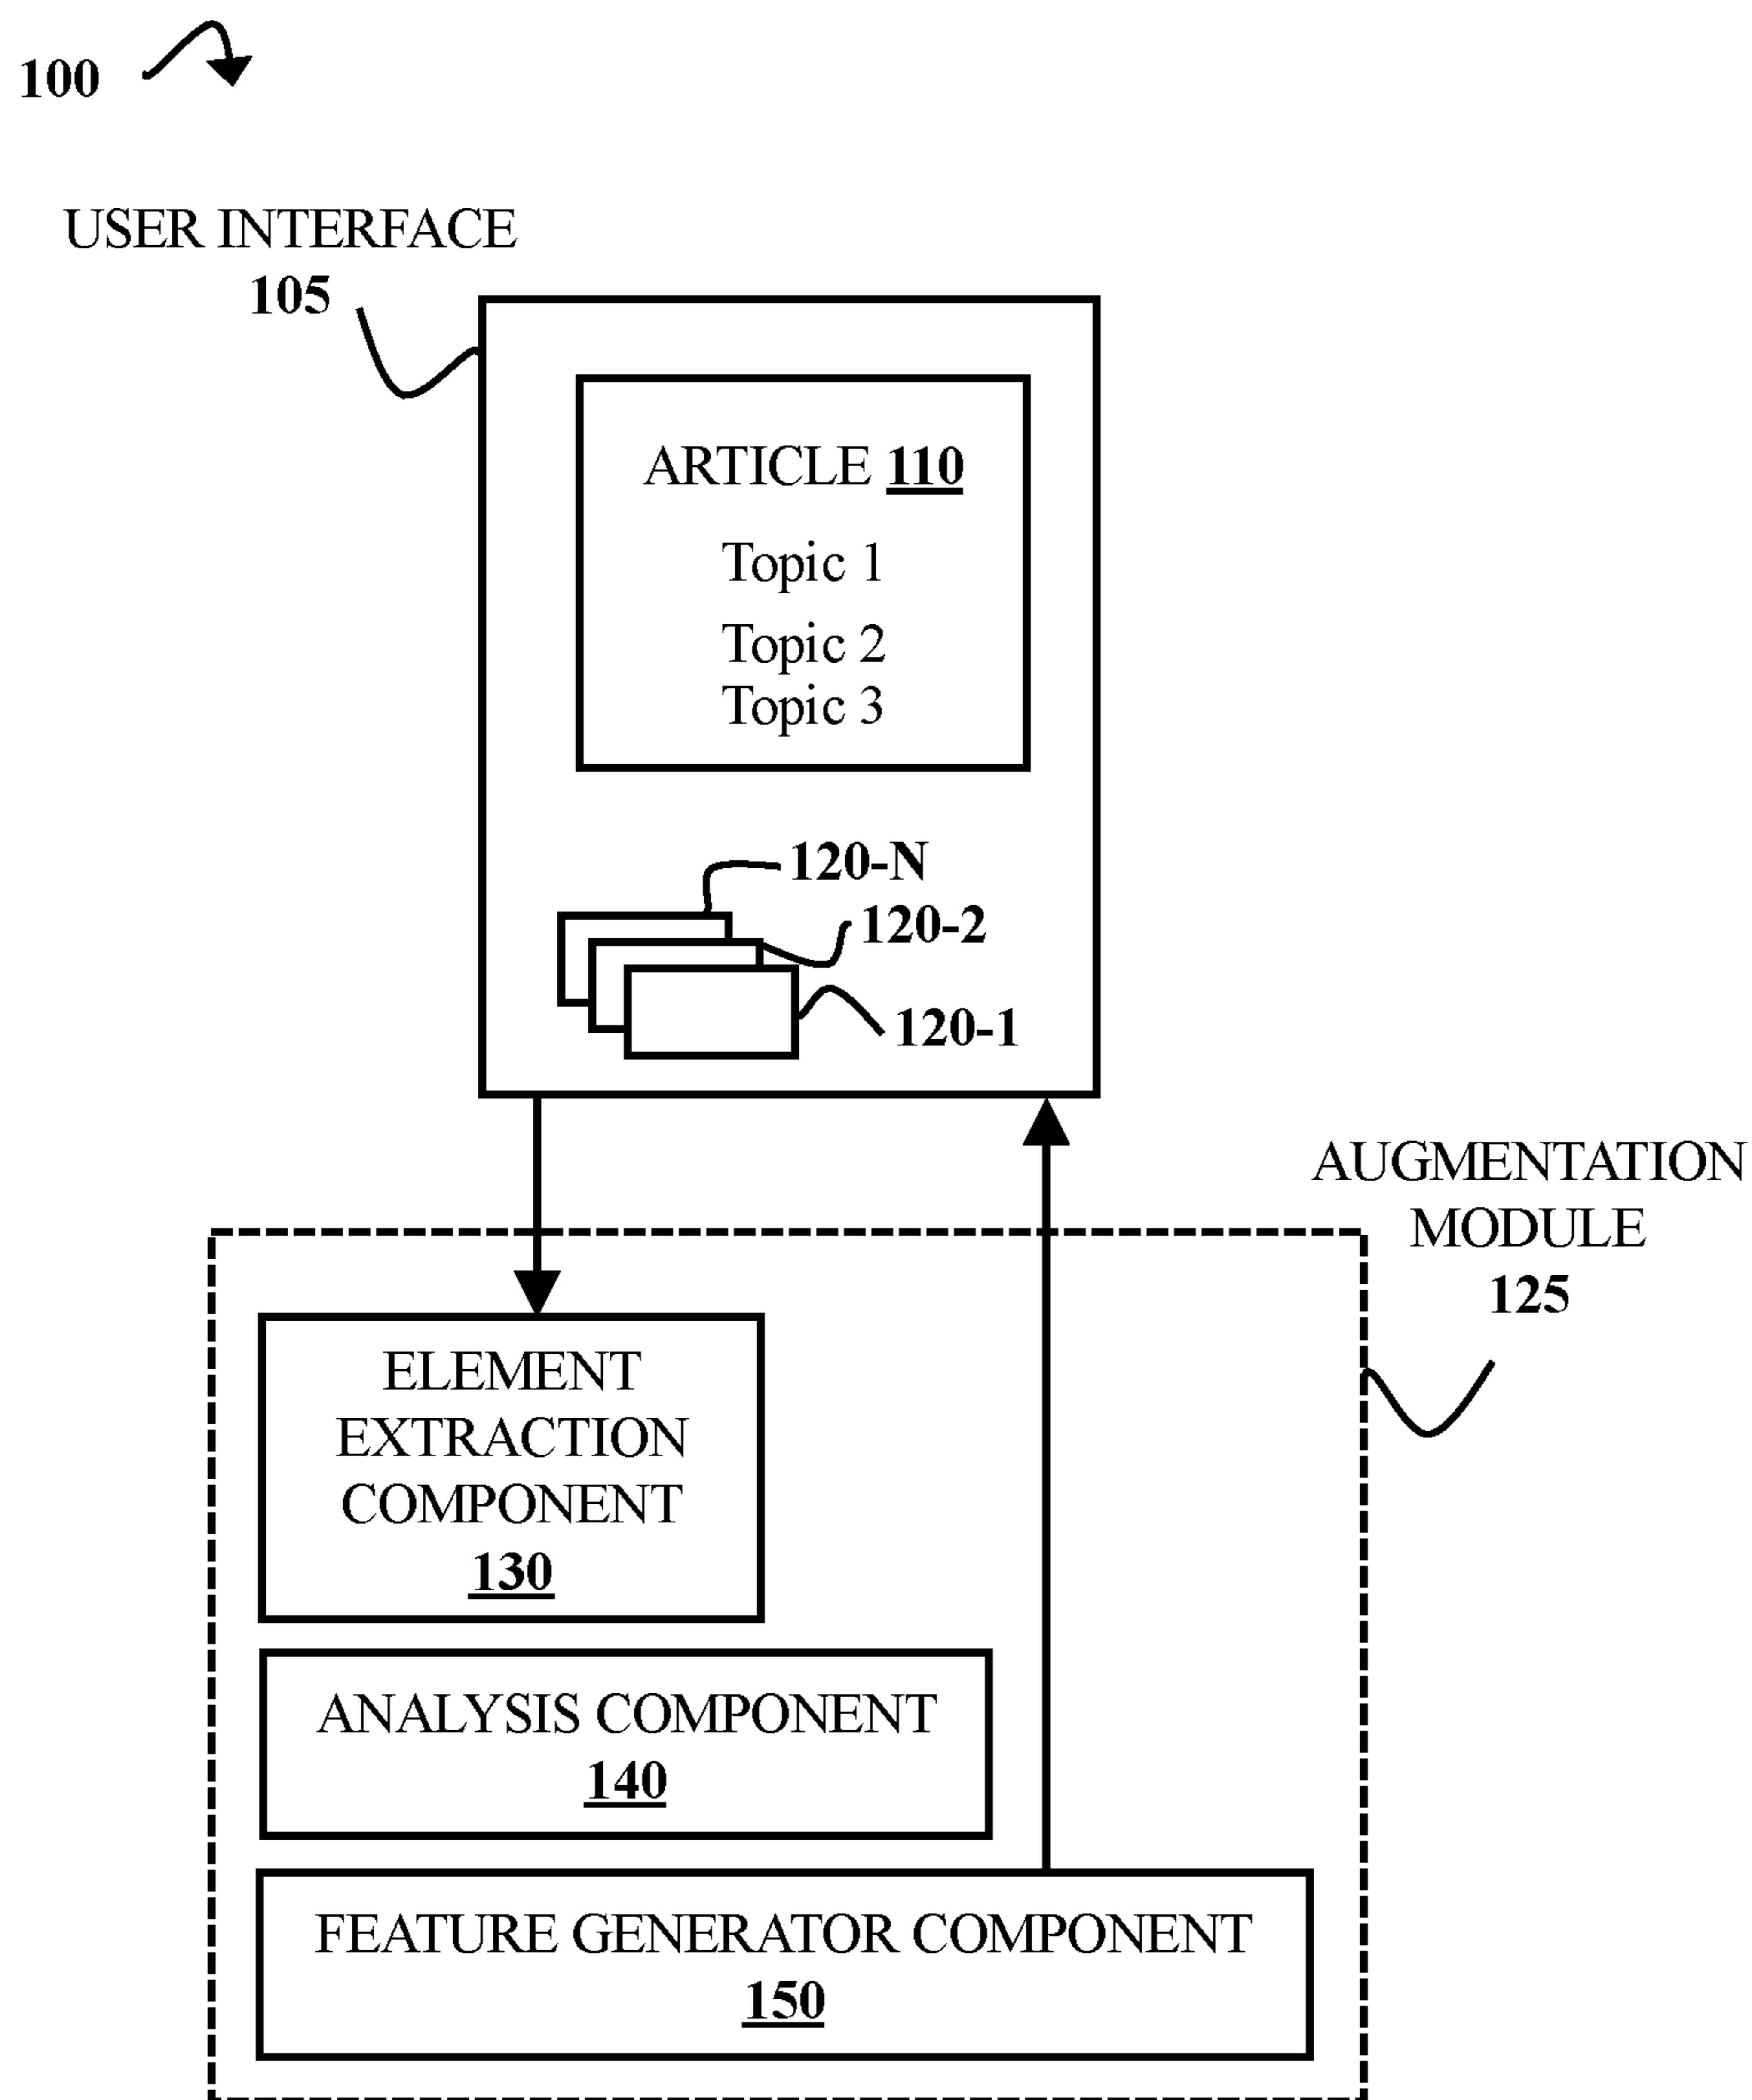 100
USER INTERFACE
105
ARTICLE 110
Topic 1
Topic 2
Topic 3
120-N
120-2
120-1
AUGMENTATION
MODULE
125
ELEMENT
EXTRACTION
COMPONENT
130
ANALYSIS COMPONENT
140
FEATURE GENERATOR COMPONENT
150